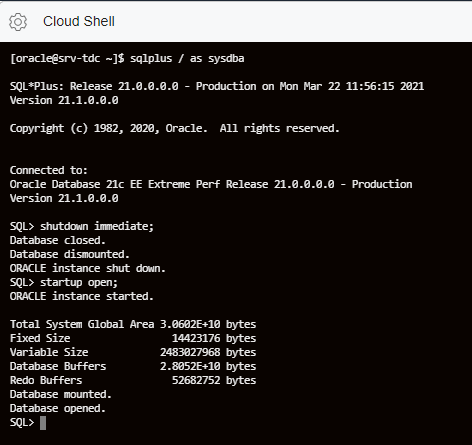 Cloud Shell
[oracle@srv-tdc ~]$ sqlplus / as sysdba
SQL*Plus: Release 21.0.0.0.0 - Production on Mon Mar 22 11:56:15 2021
Version 21.1.0.0.0
Copyright (c) 1982, 2020, Oracle.  All rights reserved.
Connected to:
Oracle Database 21c EE Extreme Perf Release 21.0.0.0.0 - Production
Version 21.1.0.0.0
SQL> shutdown immediate;
Database closed.
Database dismounted.
ORACLE instance shut down.
SQL> startup open;
ORACLE instance started.
Total System Global Area 3.0602E+10 bytes
Fixed Size                 14423176 bytes
Variable Size            2483027968 bytes
Database Buffers         2.8052E+10 bytes
Redo Buffers               52682752 bytes
Database mounted.
Database opened.
SQL>